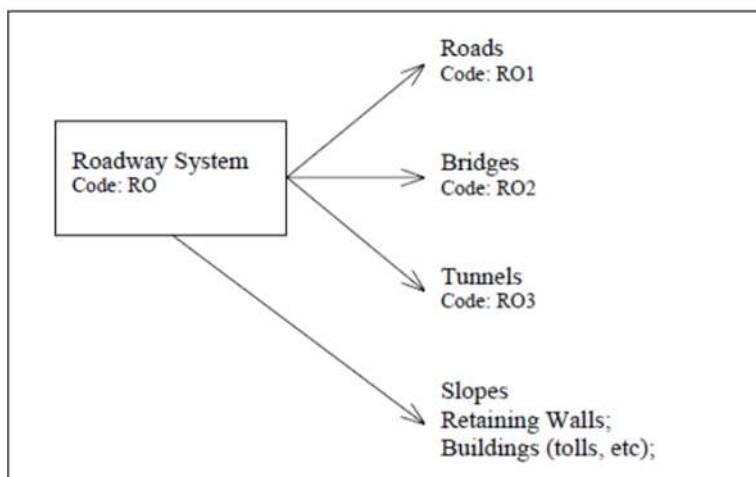 Roads
Code: RO1
Roadway System
Code: RO
Bridges
Code: RO2
Tunnels
Code: RO3
Slopes
Retaining Walls;
Buildings (tolls, etc);